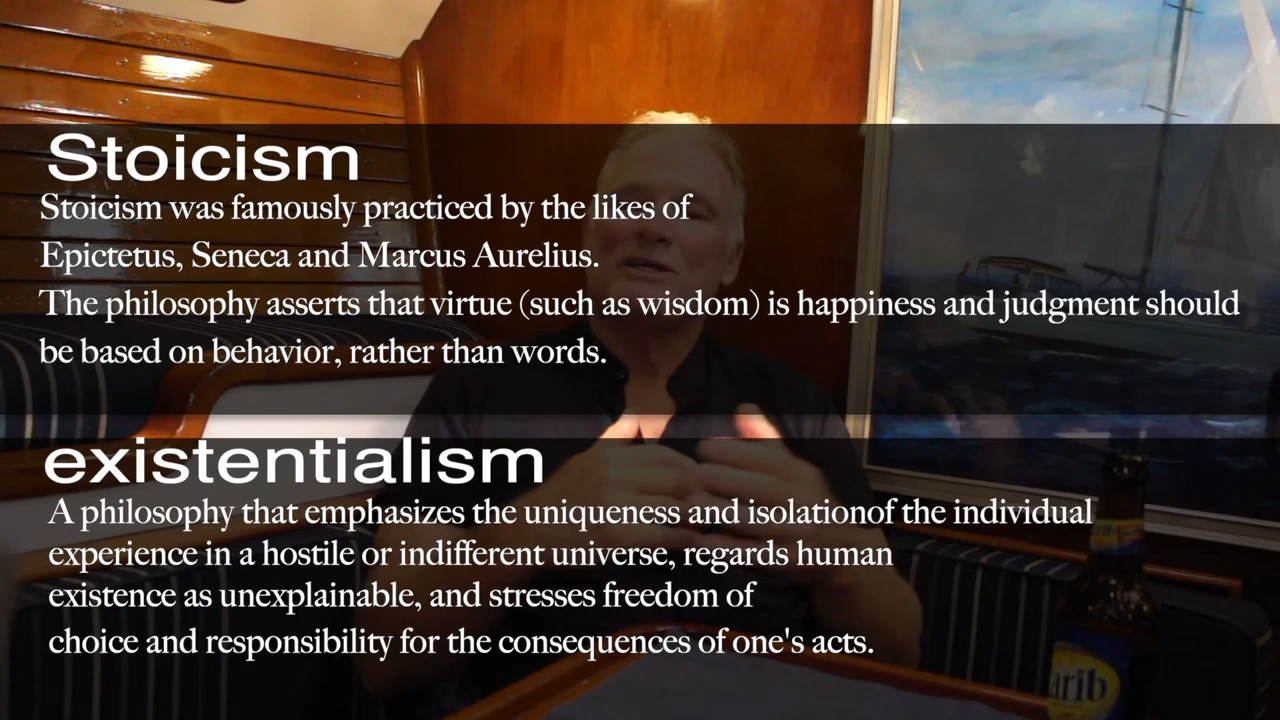 Stoicism
Stoicism was famously practiced by the likes of
Epictetus, Seneca and Marcus Aurelius.
The philosophy asserts that virtue (such as wisdom) is happiness and judgment should
be based on behavior, rather than words.
existentialism
A philosophy that emphasizes the uniqueness and isolationof the individual
experience in a hostile or indifferent universe, regards human
existence as unexplainable, and stresses freedom of
choice and responsibility for the consequences of one's acts.
arib